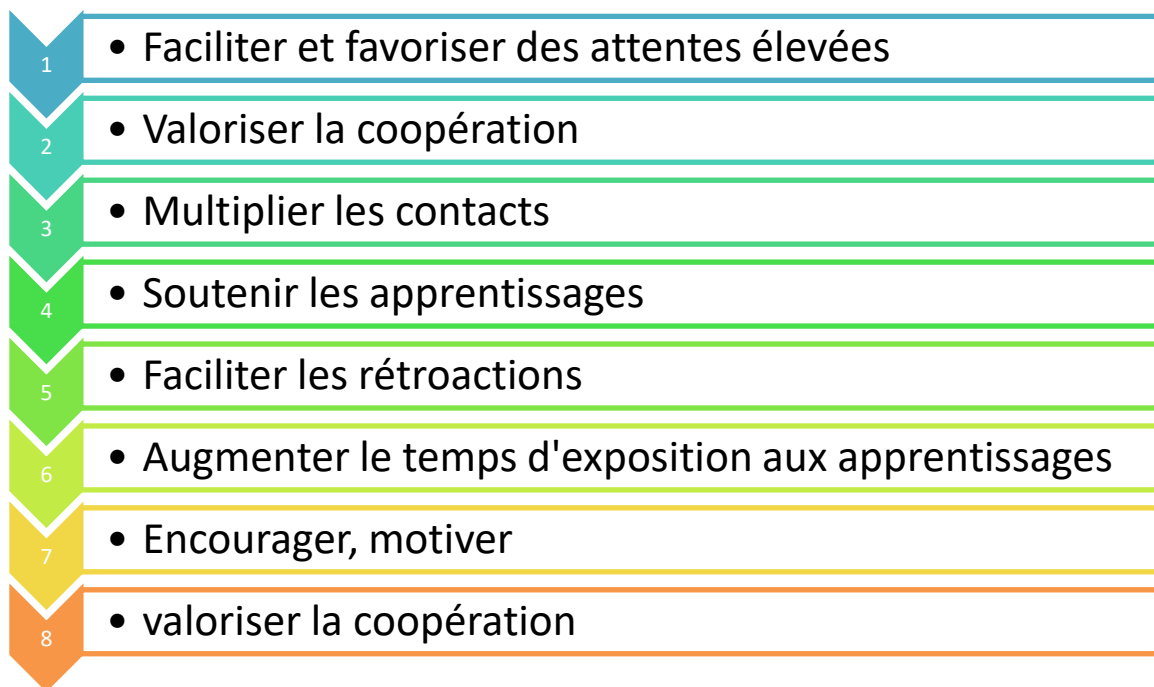 1
• Faciliter et favoriser des attentes élevées
2
• Valoriser la coopération
3
• Multiplier les contacts
4
• Soutenir les apprentissages
5
• Faciliter les rétroactions
6
• Augmenter le temps d'exposition aux apprentissages
7
• Encourager, motiver
8
• valoriser la coopération